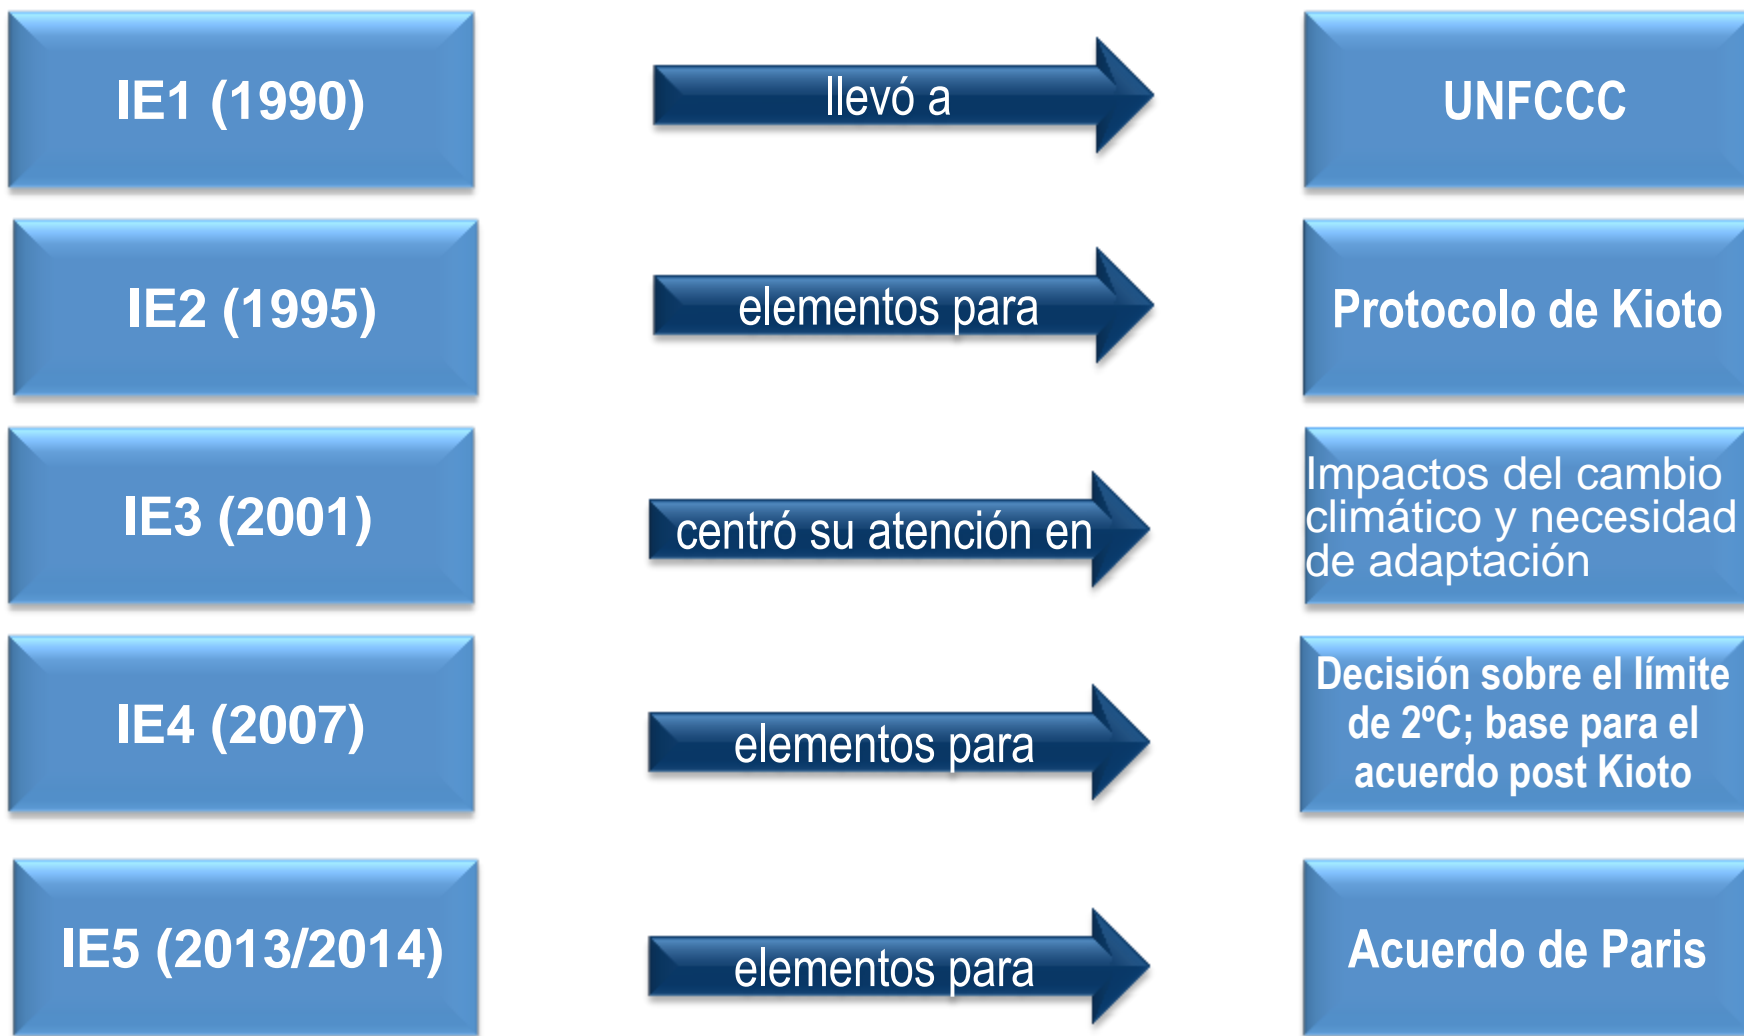 IE1 (1990)
llevó a
UNFCCC
IE2 (1995)
elementos para
Protocolo de Kioto
IE3 (2001)
centró su atención en
Impactos del cambio
climático y necesidad
de adaptación
IE4 (2007)
elementos para
Decisión sobre el límite
de 2ºC; base para el
acuerdo post Kioto
IE5 (2013/2014)
elementos para
Acuerdo de Paris